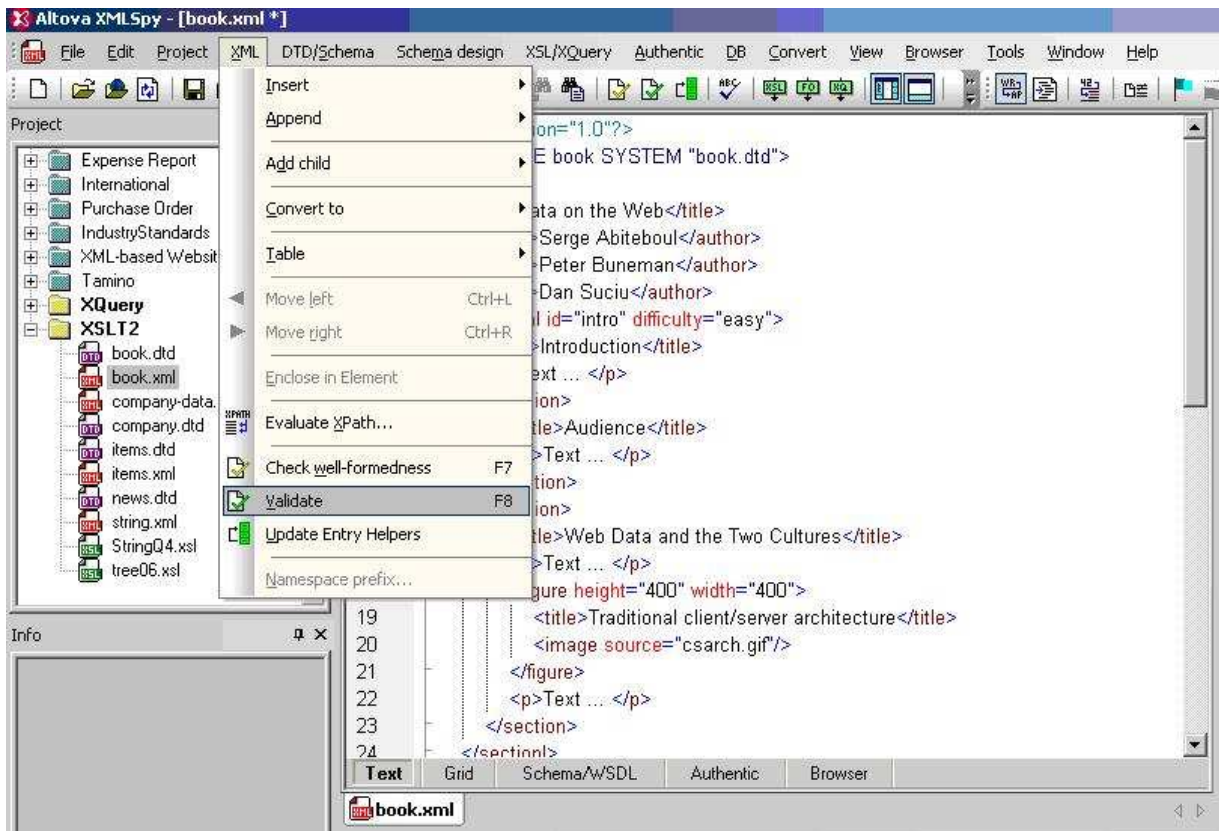 Altova XMLSpy - [book.xml *]
File Edit Project XML DTD/Schema Schema design XSL/XQuery Authentic DB Convert View Browser Tools Window Help
Project
Expense Report
International
Purchase Order
IndustryStandards
XML-based Websit
Tamino
XQuery
XSLT2
book.dtd
book.xml
company-data.
company.dtd
items.dtd
items.xml
news.dtd
string.xml
StringQ4.xsl
tree06.xsl
Info
Insert
Append
Add child
Convert to
Table
Move left Ctrl+L
Move right Ctrl+R
Enclose in Element
Evaluate XPath...
Check well-formedness F7
Validate F8
Update Entry Helpers
Namespace prefix...
ion="1.0"?>
E book SYSTEM "book.dtd">
ata on the Web</title>
>Serge Abiteboul</author>
>Peter Buneman</author>
>Dan Suciu</author>
l id="intro" difficulty="easy">
>Introduction</title>
ext ... </p>
ion>
tle>Audience</title>
>Text ... </p>
tion>
ion>
tle>Web Data and the Two Cultures</title>
>Text ... </p>
gure height="400" width="400">
19 <title>Traditional client/server architecture</title>
20 <image source="csarch.gif"/>
21 </figure>
22 <p>Text ... </p>
23 </section>
24 </sectionl>
Text Grid Schema/WSDL Authentic Browser
book.xml